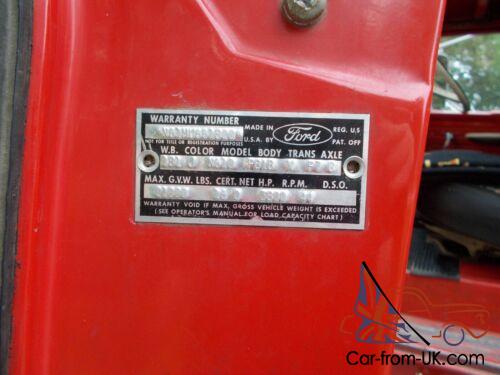 WARRANTY NUMBER
MADE IN Ford REG. U.S.
NOT FOR TITLE OR REGISTRATION PURPOSES U.S.A. BY PAT. OFF.
W.B. COLOR MODEL BODY TRANS AXLE
MAX. G.V.W. LBS. CERT. NET H.P. R.P.M. D.S.O.
WARRANTY VOID IF MAX. GROSS VEHICLE WEIGHT IS EXCEEDED
(SEE OPERATOR'S MANUAL FOR LOAD CAPACITY CHART)
Car-from-UK.com